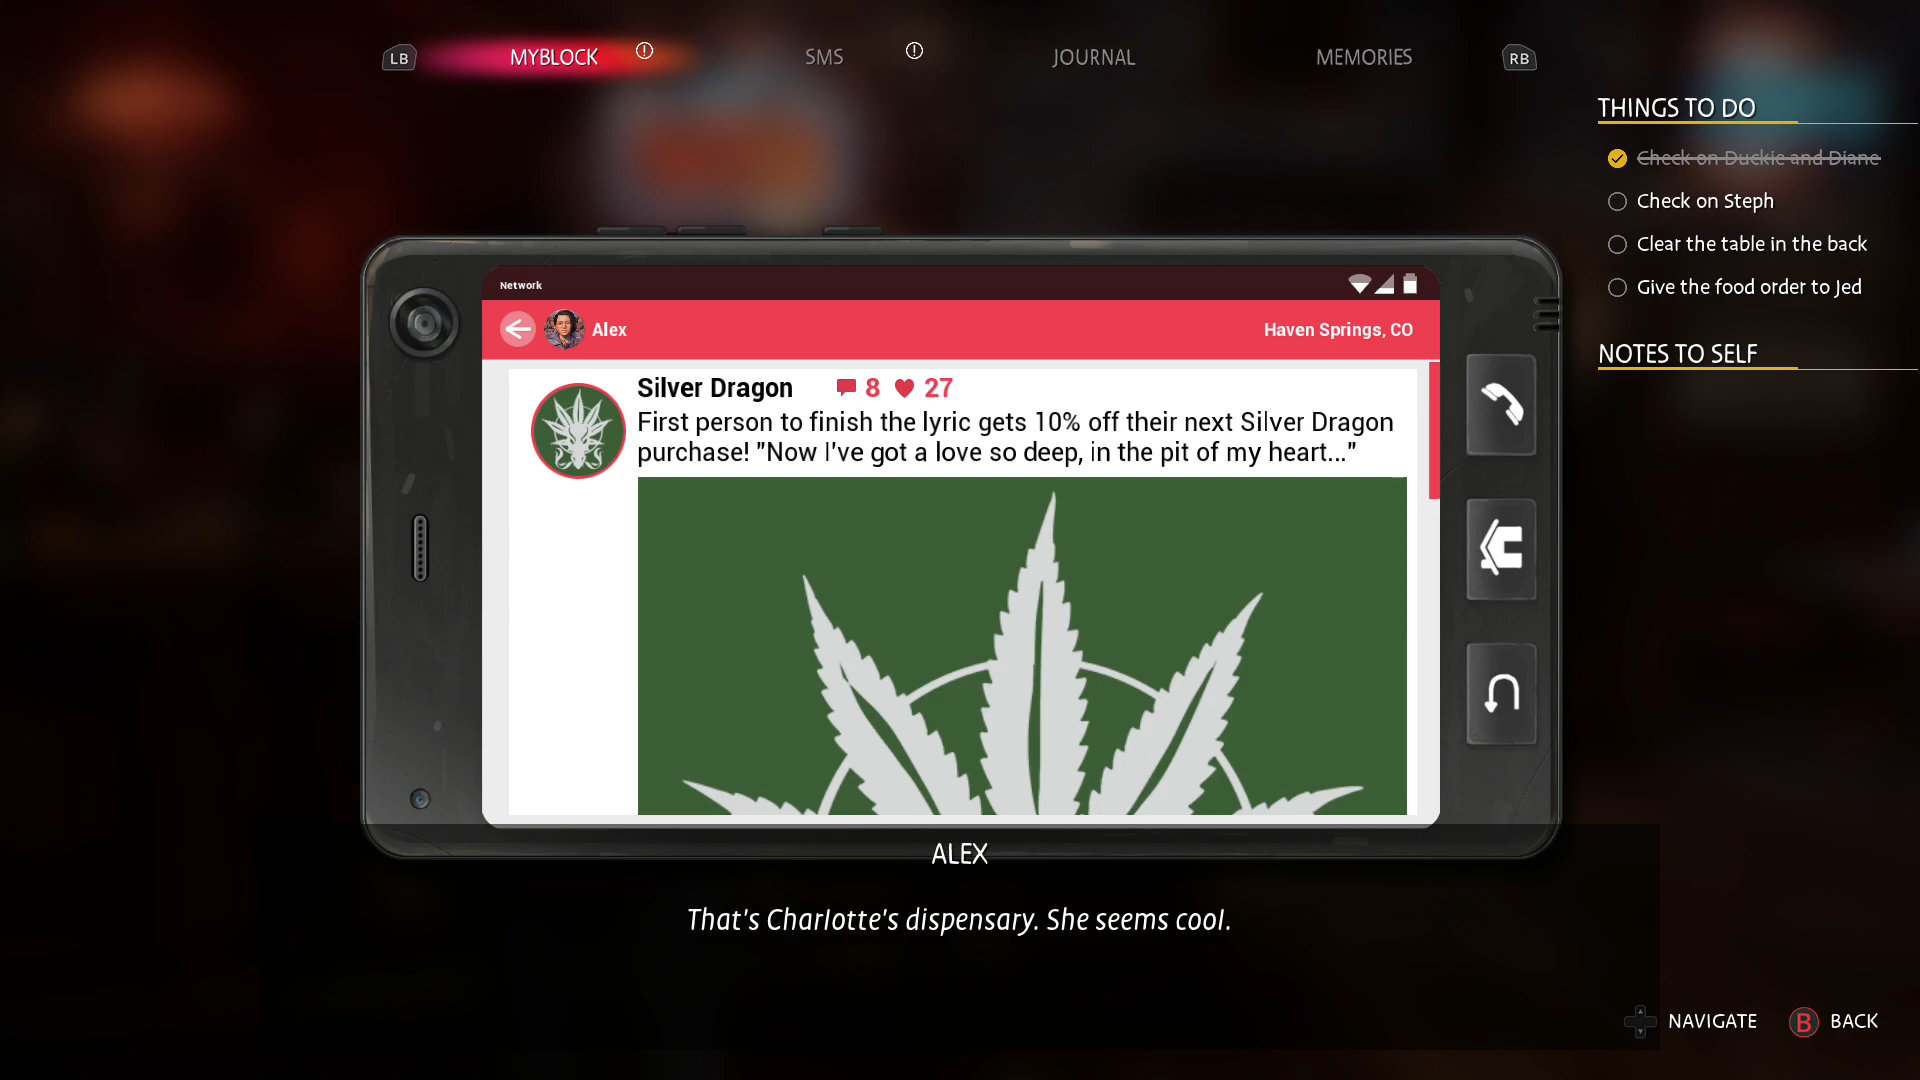 LB
MYBLOCK
SMS
JOURNAL
MEMORIES
RB
THINGS TO DO
Check on Duckie and Diane
Check on Steph
Clear the table in the back
Give the food order to Jed
NOTES TO SELF
Network
Alex
Haven Springs, CO
Silver Dragon 8 27
First person to finish the lyric gets 10% off their next Silver Dragon
purchase! "Now I've got a love so deep, in the pit of my heart..."
ALEX
That's Charlotte's dispensary. She seems cool.
NAVIGATE
B BACK